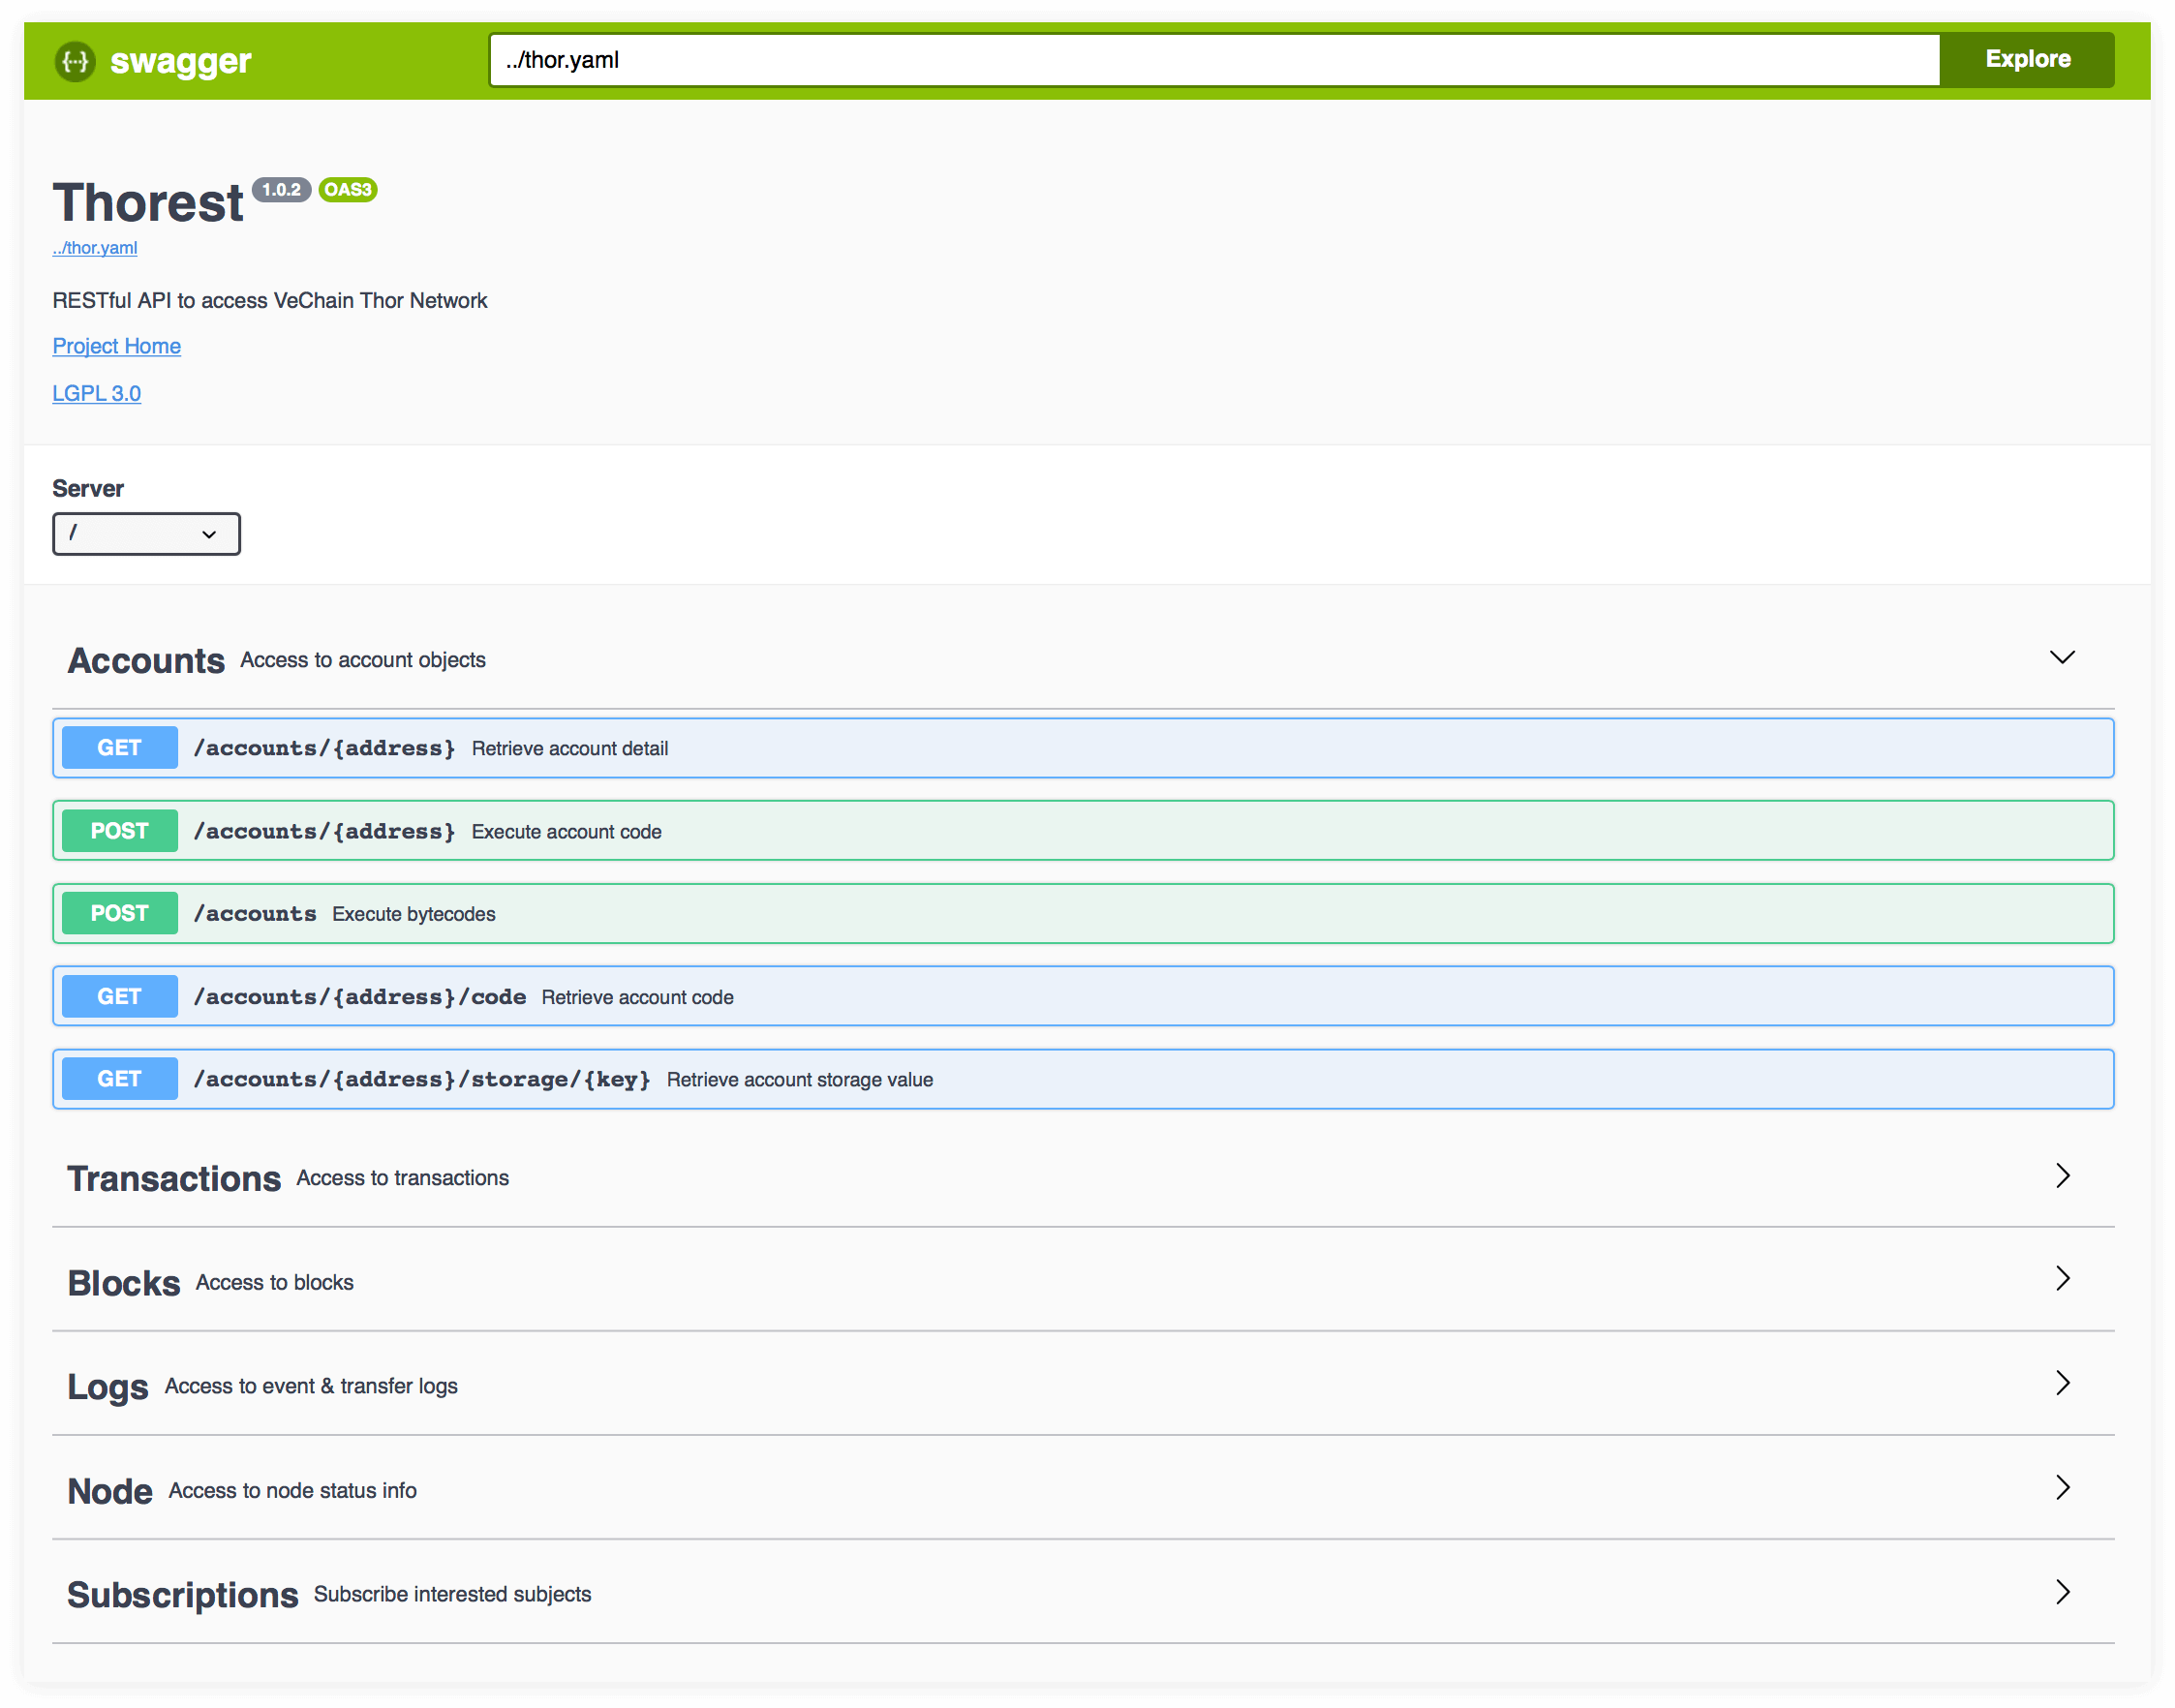 {···} swagger ../thor.yaml Explore
Thorest 1.0.2 OAS3
../thor.yaml
RESTful API to access VeChain Thor Network
Project Home
LGPL 3.0
Server
/
Accounts Access to account objects
GET /accounts/{address} Retrieve account detail
POST /accounts/{address} Execute account code
POST /accounts Execute bytecodes
GET /accounts/{address}/code Retrieve account code
GET /accounts/{address}/storage/{key} Retrieve account storage value
Transactions Access to transactions
Blocks Access to blocks
Logs Access to event & transfer logs
Node Access to node status info
Subscriptions Subscribe interested subjects